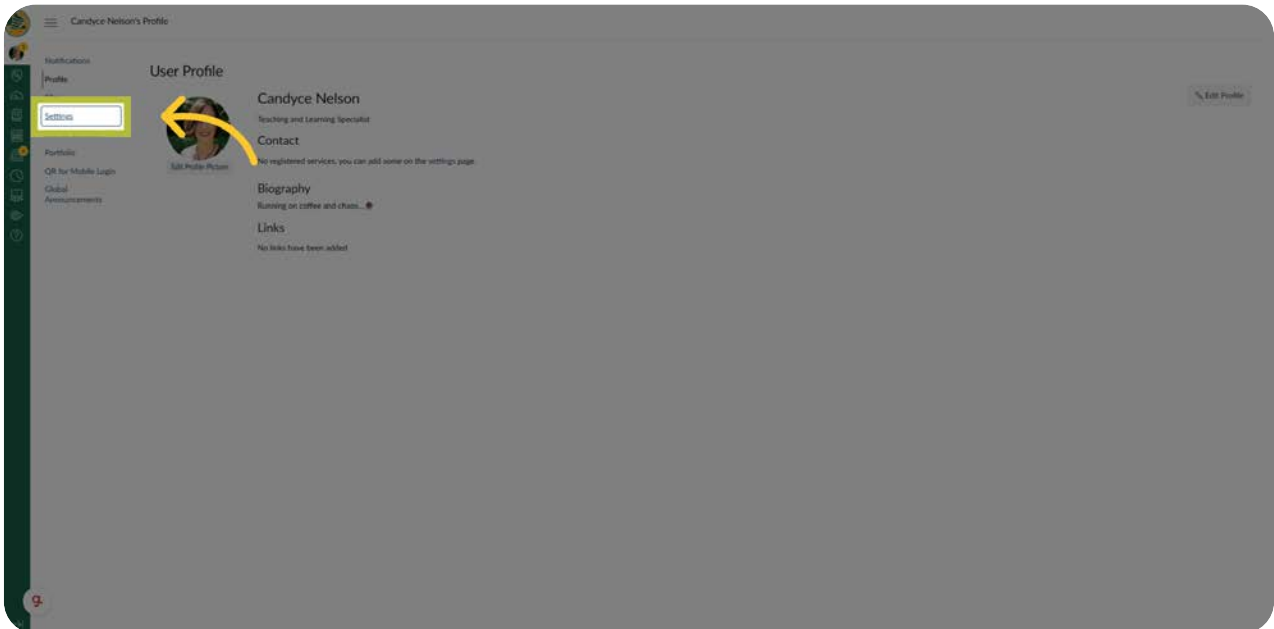 Candyce Nelson's Profile
Notifications
Profile
Settings
Portfolio
QR for Mobile Login
Global
Announcements
User Profile
Edit Profile Picture
Candyce Nelson
Teaching and Learning Specialist
Contact
No registered services, you can add some on the settings page.
Biography
Running on coffee and chaos...
Links
No links have been added
Edit Profile
g.